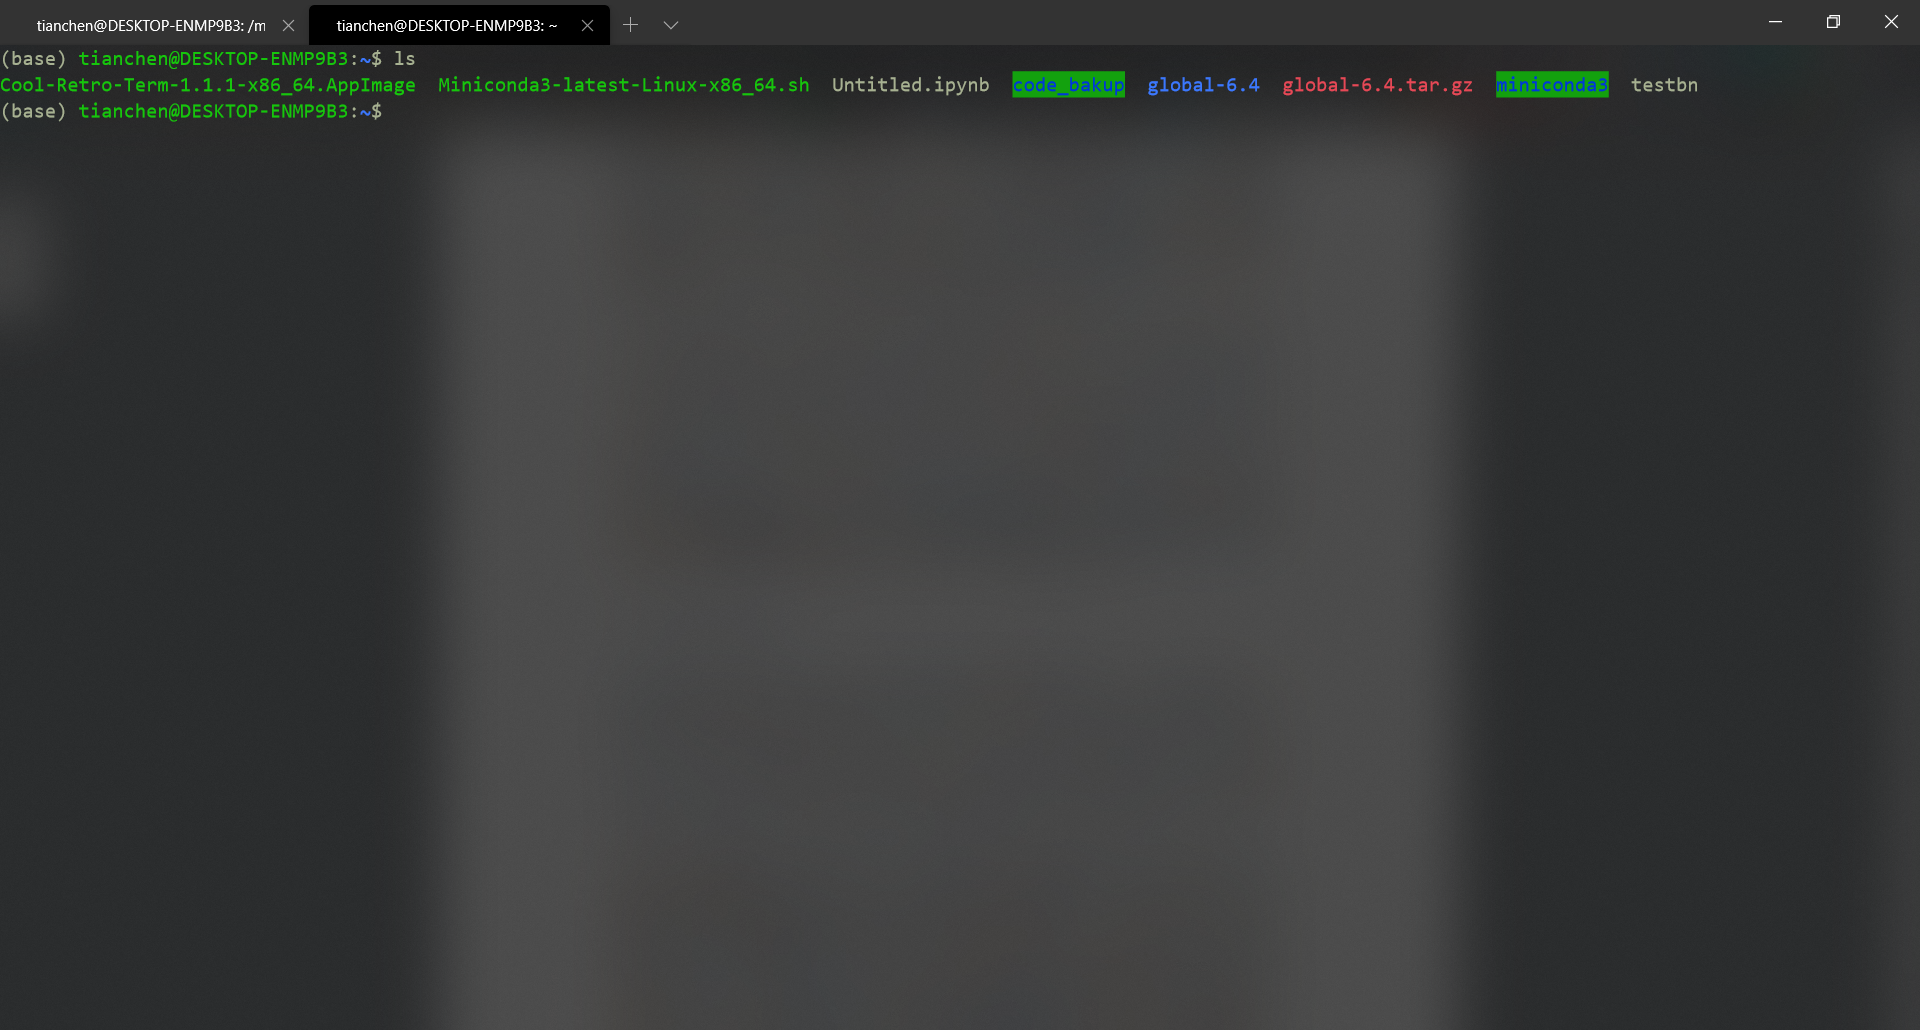 tianchen@DESKTOP-ENMP9B3: /m
tianchen@DESKTOP-ENMP9B3: ~
(base) tianchen@DESKTOP-ENMP9B3:~$ ls
Cool-Retro-Term-1.1.1-x86_64.AppImage  Miniconda3-latest-Linux-x86_64.sh  Untitled.ipynb  code_bakup  global-6.4  global-6.4.tar.gz  miniconda3  testbn
(base) tianchen@DESKTOP-ENMP9B3:~$